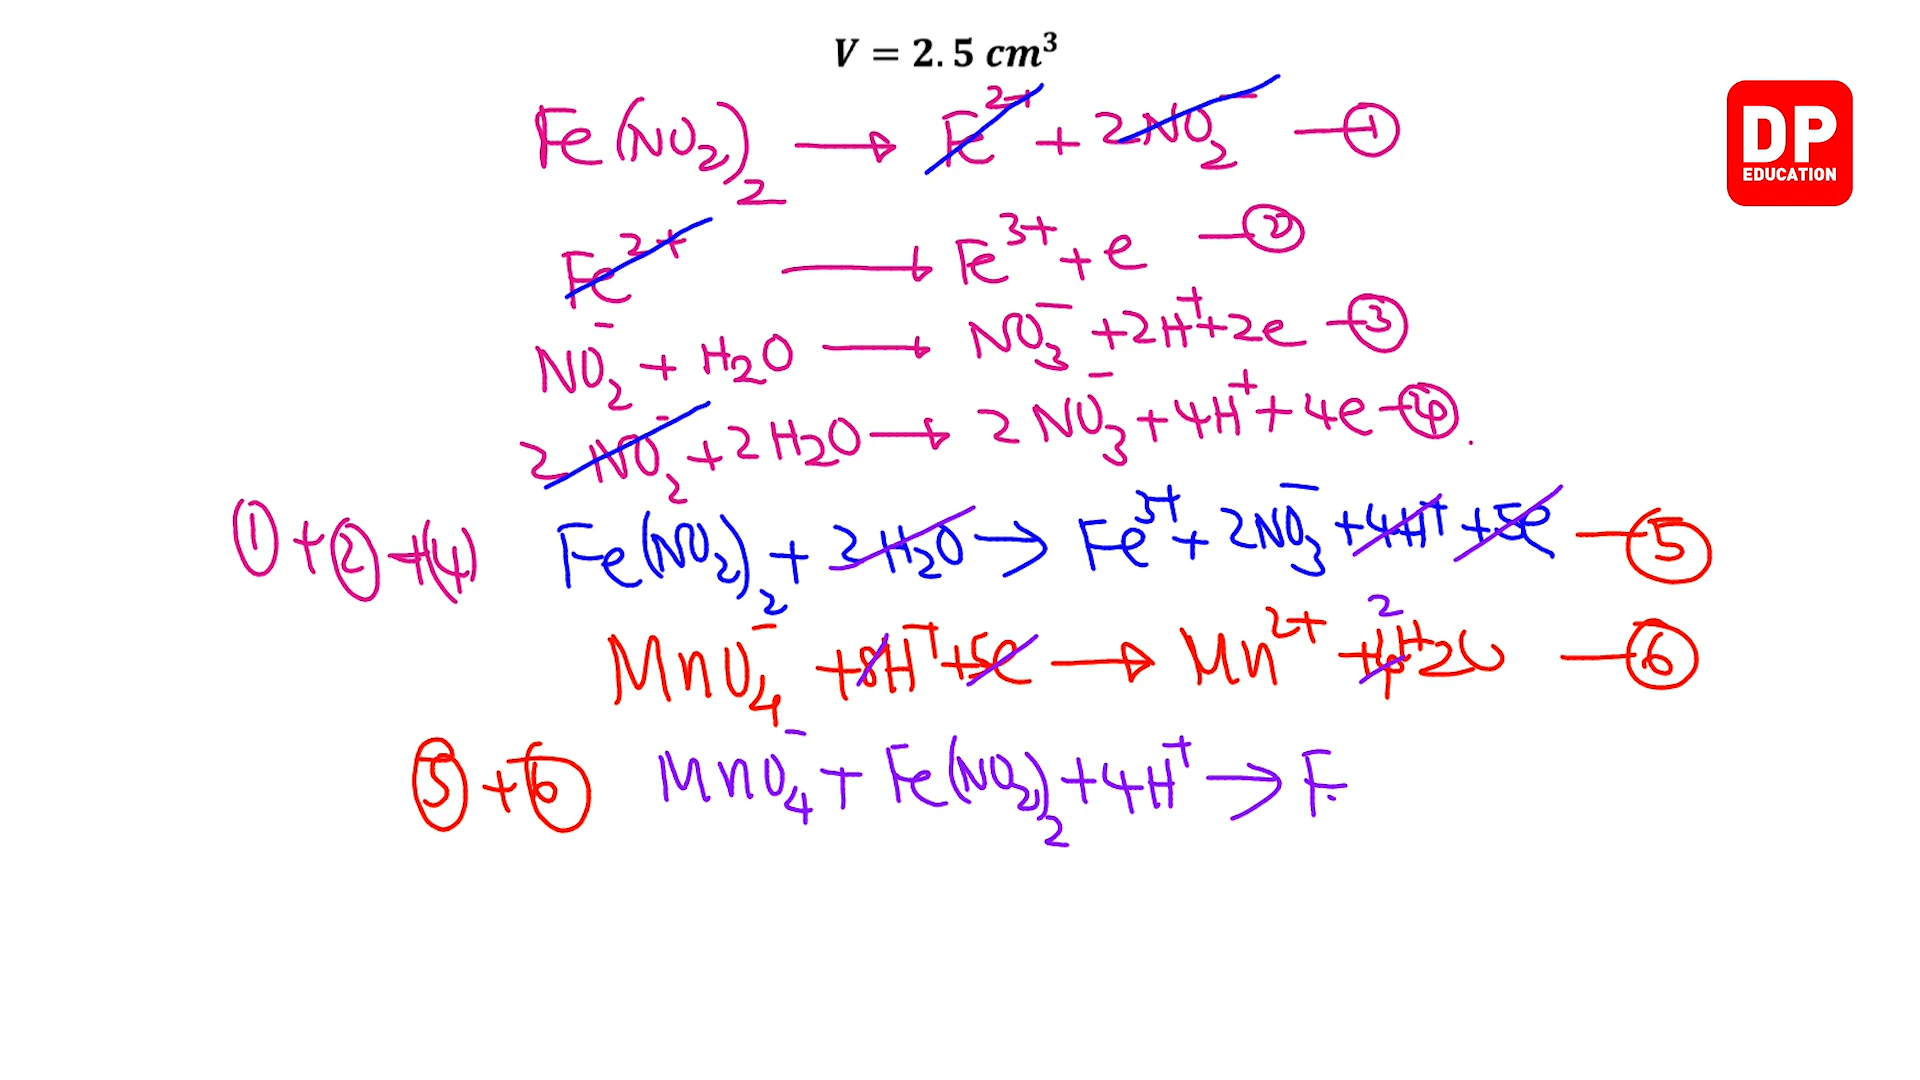 V = 2.5 cm³
DP
EDUCATION
Fe(NO₂)₂ → Fe²⁺ + 2NO₂⁻ — ①
Fe²⁺ → Fe³⁺ + e — ②
NO₂⁻ + H₂O → NO₃⁻ + 2H⁺ + 2e — ③
2NO₂⁻ + 2H₂O → 2NO₃⁻ + 4H⁺ + 4e — ④
①+②+④ Fe(NO₂)₂ + 2H₂O → Fe³⁺ + 2NO₃⁻ + 4H⁺ + 5e — ⑤
MnO₄⁻ + 8H⁺ + 5e → Mn²⁺ + 4H₂O — ⑥
2
⑤+⑥ MnO₄⁻ + Fe(NO₂)₂ + 4H⁺ → F